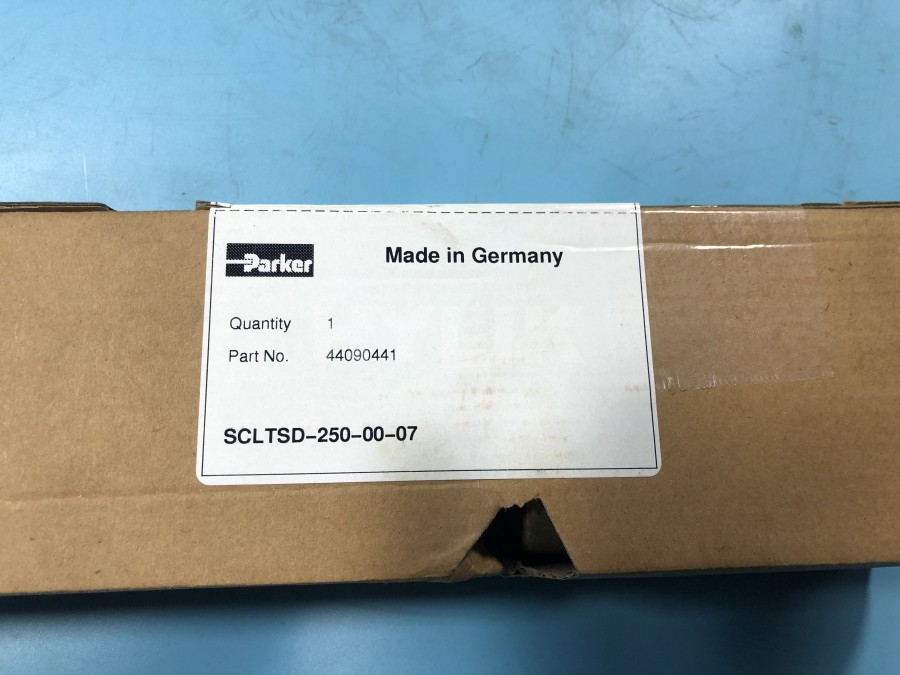 Parker
Made in Germany
Quantity 1
Part No. 44090441
SCLTSD-250-00-07